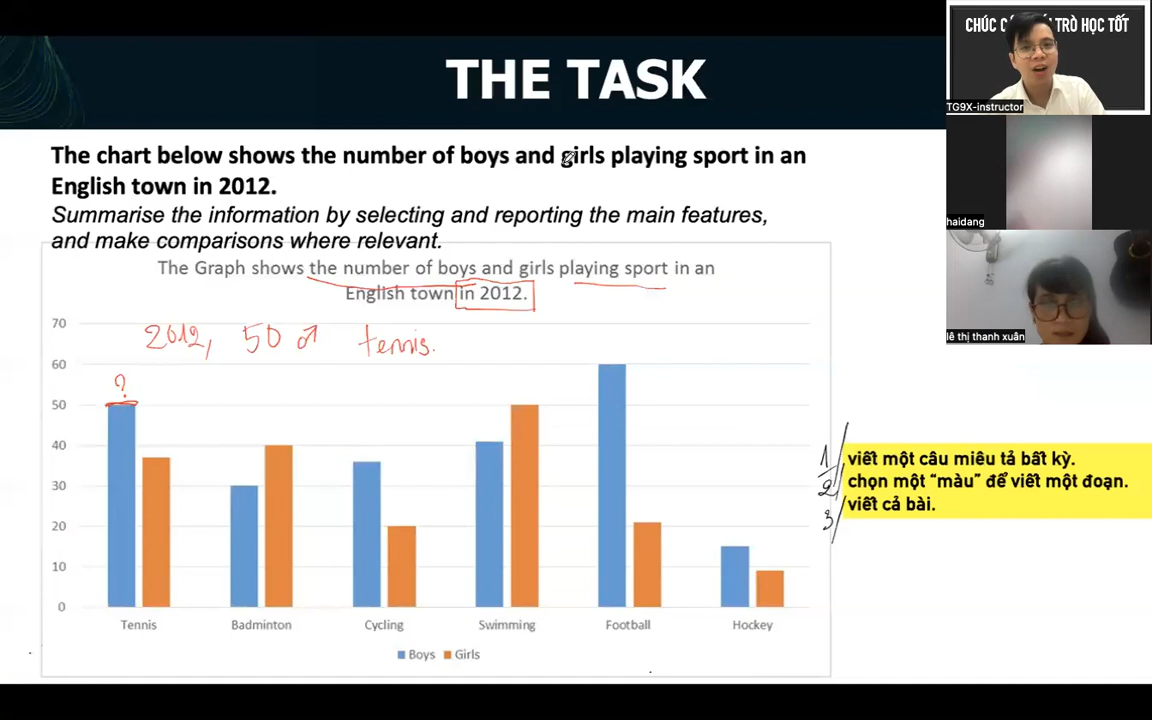 THE TASK
CHÚC TRÒ HỌC TỐT
TG9X-instructor
The chart below shows the number of boys and girls playing sport in an
English town in 2012.
Summarise the information by selecting and reporting the main features,
and make comparisons where relevant.
haidang
lê thị thanh xuân
The Graph shows the number of boys and girls playing sport in an
English town in 2012.
2012, 50 ♂ tennis.
?
70
60
50
40
30
20
10
0
Tennis Badminton Cycling Swimming Football Hockey
Boys Girls
1/ viết một câu miêu tả bất kỳ.
2/ chọn một “màu” để viết một đoạn.
3/ viết cả bài.